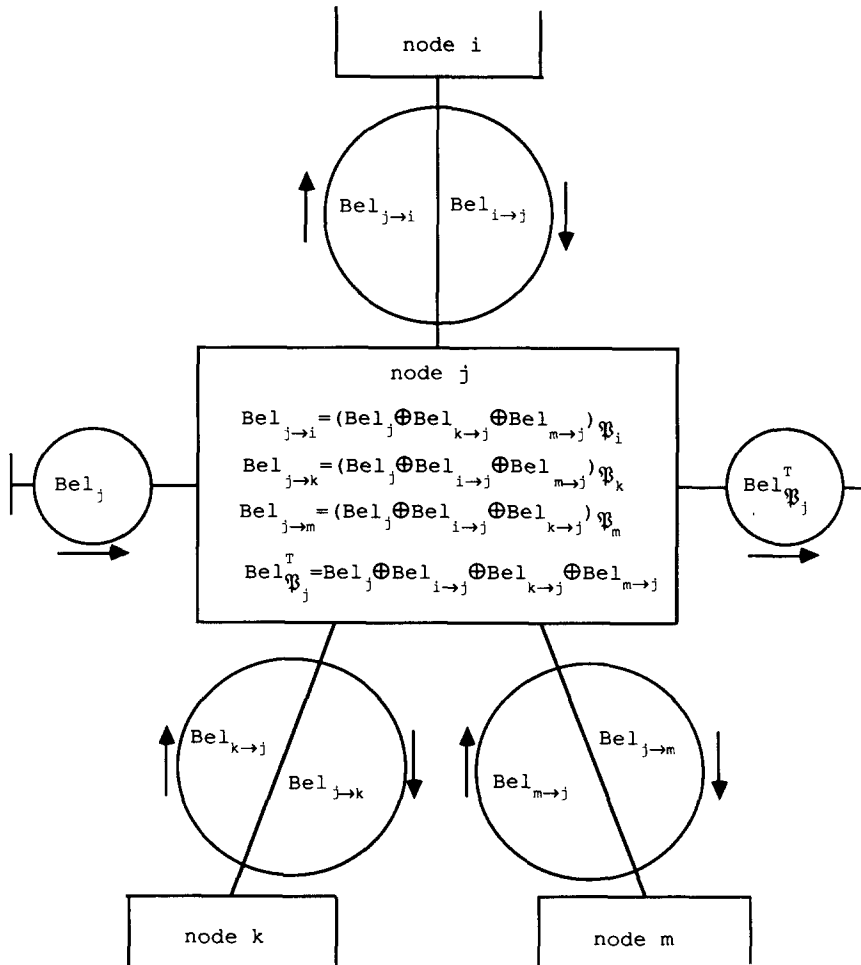 node i
Bel_{j→i} Bel_{i→j}
node j
Bel_{j→i}=(Bel_j⊕Bel_{k→j}⊕Bel_{m→j})_{𝔓_i}
Bel_{j→k}=(Bel_j⊕Bel_{i→j}⊕Bel_{m→j})_{𝔓_k}
Bel_{j→m}=(Bel_j⊕Bel_{i→j}⊕Bel_{k→j})_{𝔓_m}
Bel^T_{𝔓_j}=Bel_j⊕Bel_{i→j}⊕Bel_{k→j}⊕Bel_{m→j}
Bel_j
Bel^T_{𝔓_j}
Bel_{k→j}
Bel_{j→k}
Bel_{j→m}
Bel_{m→j}
node k
node m